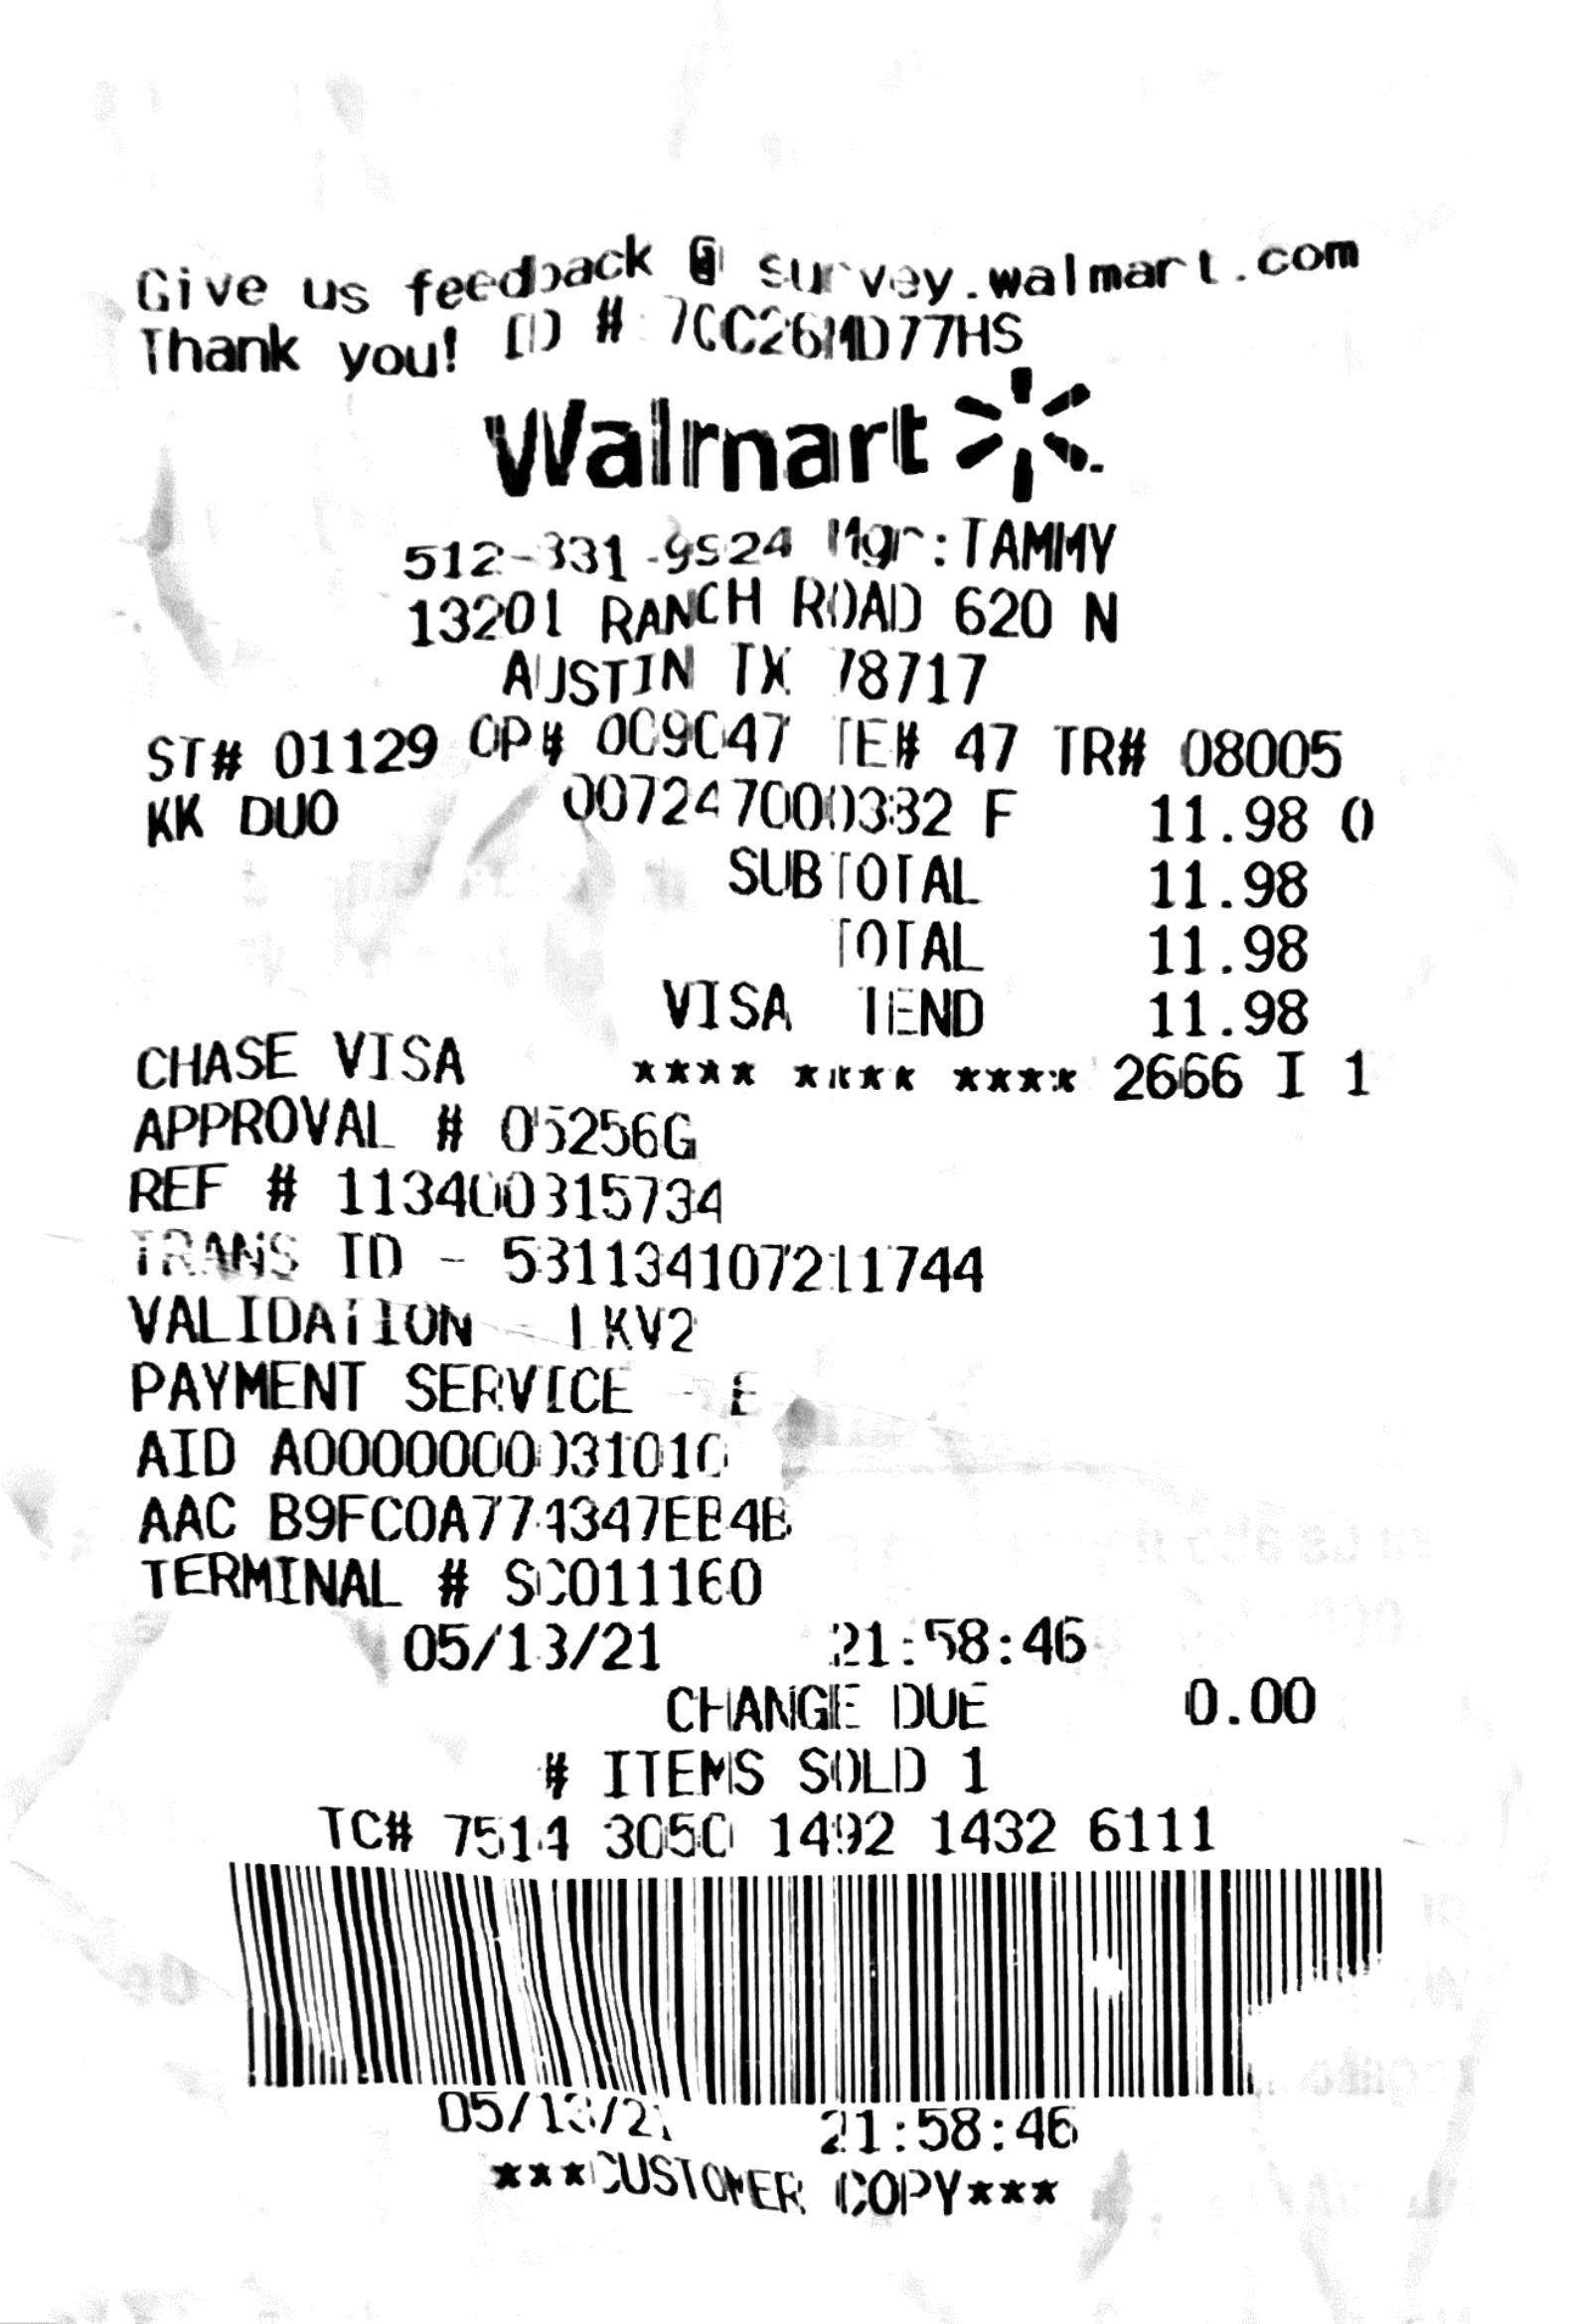 Give us feedback @ survey.walmart.com
Thank you! ID #: 7CC26MD77HS
Walmart
512-331-9924 Mgr:TAMMY
13201 RANCH ROAD 620 N
AUSTIN TX 78717
ST# 01129 OP# 009047 TE# 47 TR# 08005
KK DUO 007247000332 F 11.98 O
SUBTOTAL 11.98
TOTAL 11.98
VISA TEND 11.98
CHASE VISA **** **** **** 2666 I 1
APPROVAL # 05256G
REF # 113400315734
TRANS ID - 531134107211744
VALIDATION - LKV2
PAYMENT SERVICE - E
AID A0000000031010
AAC B9FC0A774347EB4B
TERMINAL # SC011160
05/13/21 21:58:46
CHANGE DUE 0.00
# ITEMS SOLD 1
TC# 7514 3050 1492 1432 6111
05/13/21 21:58:46
***CUSTOMER COPY***